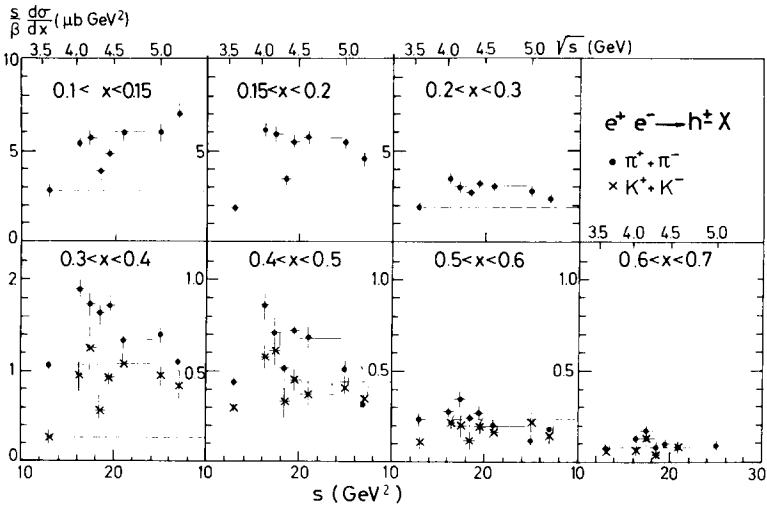 s/β dσ/dx (μb GeV²)
3.5 4.0 4.5 5.0 3.5 4.0 4.5 5.0 3.5 4.0 4.5 5.0 √s (GeV)
10
0.1 < x <0.15 0.15<x<0.2 0.2<x<0.3
e⁺ e⁻ → h± X
5 5 5
• π⁺ + π⁻
× K⁺ + K⁻
3.5 4.0 4.5 5.0
0
0.3<x<0.4 0.4<x<0.5 0.5<x<0.6 0.6<x<0.7
2 1.0 1.0 1.0
1 0.5 0.5 0.5
0
10 20 10 20 10 20 10 20 30
s (GeV²)